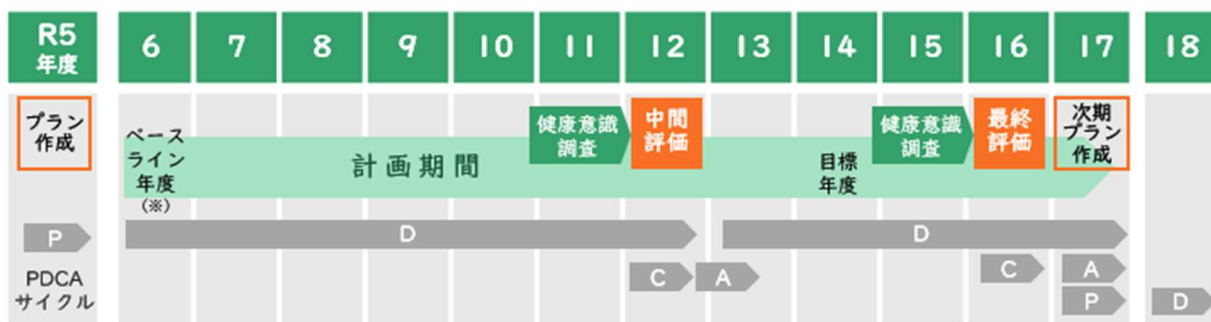 R5
年度
6 7 8 9 10 11 12 13 14 15 16 17 18
プラン
作成
ベース
ライン
年度
(※)
計画期間
健康意識
調査
中間
評価
目標
年度
健康意識
調査
最終
評価
次期
プラン
作成
P D D
C A C A
PDCA
サイクル
P D